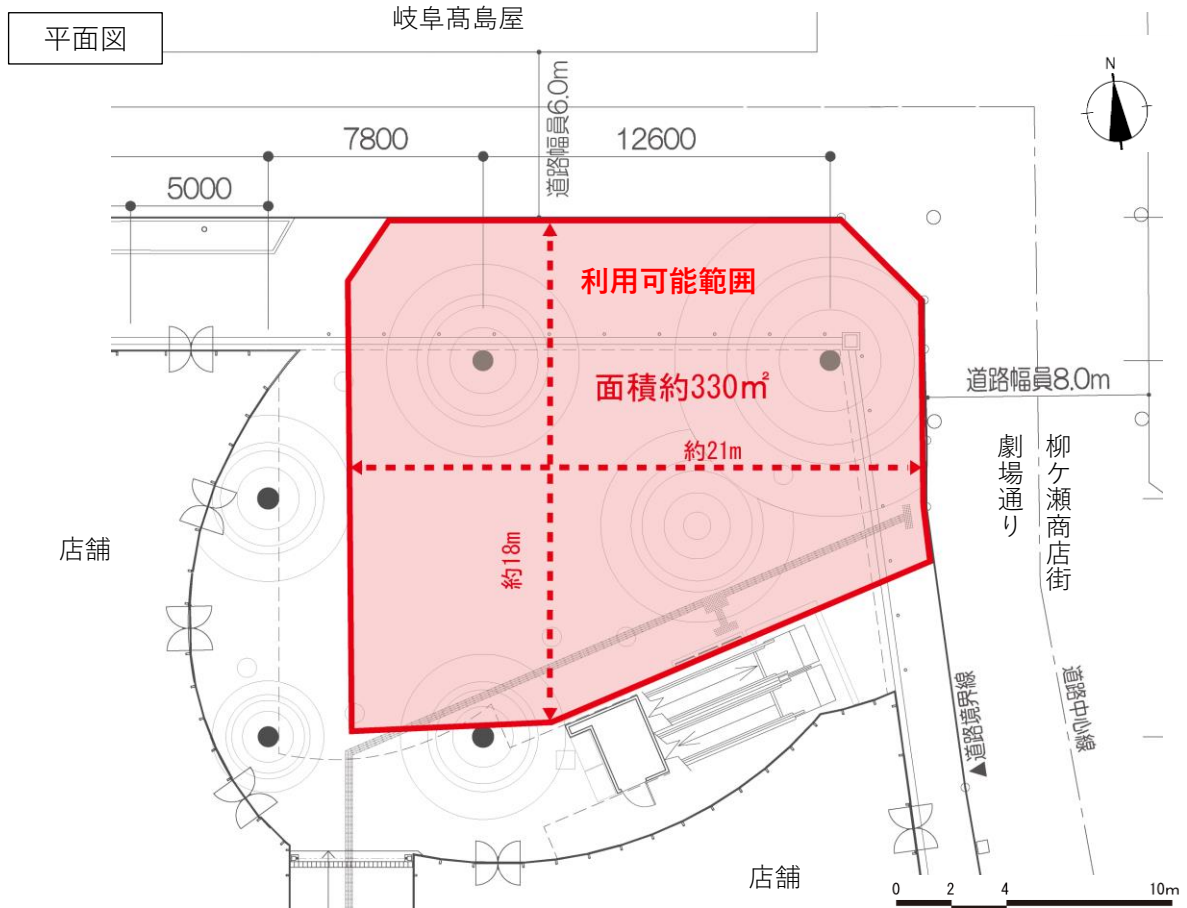 岐阜髙島屋
平面図
N
道路幅員6.0m
7800
12600
5000
利用可能範囲
面積約330㎡
道路幅員8.0m
約21m
柳ケ瀬商店街
劇場通り
店舗
約18m
道路中心線
▲道路境界線
店舗
0 2 4 10m